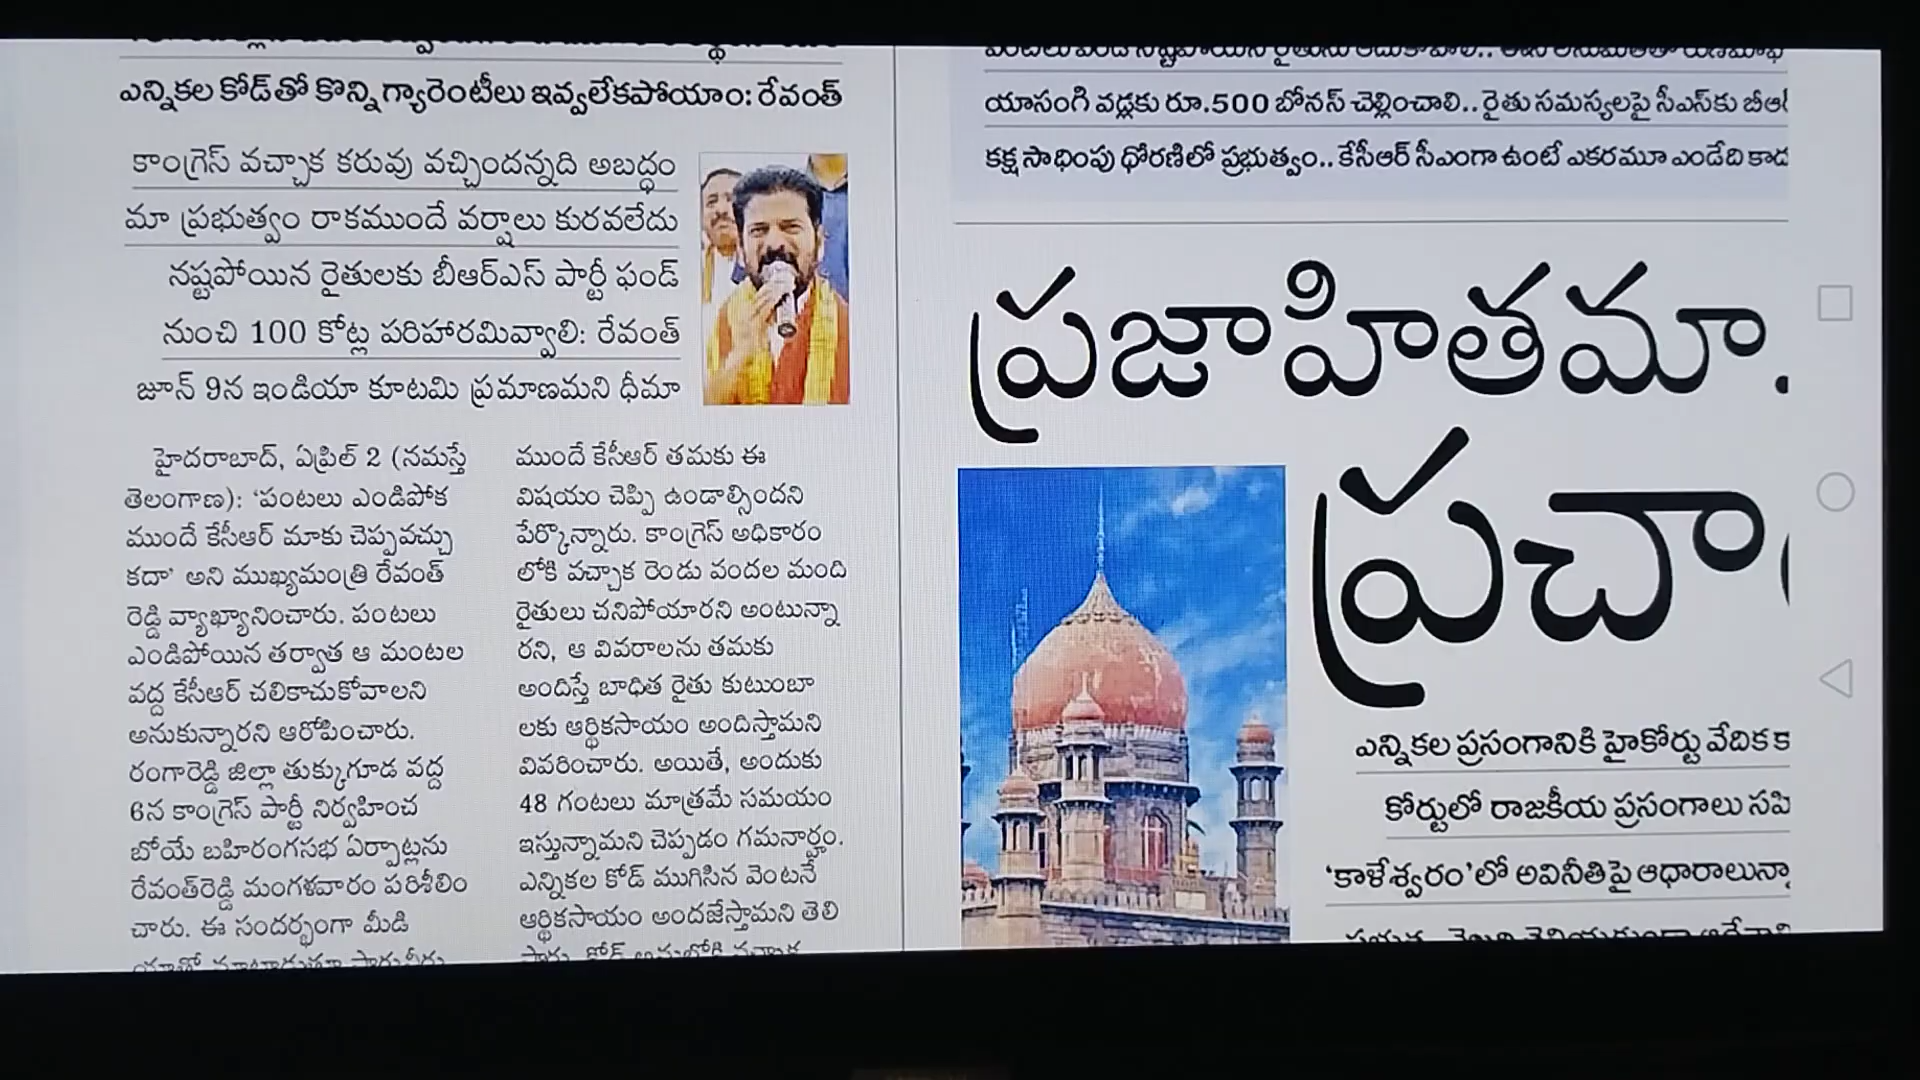 ఎన్నికల కోడ్‌తో కొన్ని గ్యారెంటీలు ఇవ్వలేకపోయాం: రేవంత్
కాంగ్రెస్ వచ్చాక కరువు వచ్చిందన్నది అబద్ధం
మా ప్రభుత్వం రాకముందే వర్షాలు కురవలేదు
నష్టపోయిన రైతులకు బీఆర్ఎస్ పార్టీ ఫండ్
నుంచి 100 కోట్ల పరిహారమివ్వాలి: రేవంత్
జూన్ 9న ఇండియా కూటమి ప్రమాణమని ధీమా
హైదరాబాద్, ఏప్రిల్ 2 (నమస్తే
తెలంగాణ): ‘పంటలు ఎండిపోక
ముందే కేసీఆర్ మాకు చెప్పవచ్చు
కదా’ అని ముఖ్యమంత్రి రేవంత్
రెడ్డి వ్యాఖ్యానించారు. పంటలు
ఎండిపోయిన తర్వాత ఆ మంటల
వద్ద కేసీఆర్ చలికాచుకోవాలని
అనుకున్నారని ఆరోపించారు.
రంగారెడ్డి జిల్లా తుక్కుగూడ వద్ద
6న కాంగ్రెస్ పార్టీ నిర్వహించ
బోయే బహిరంగసభ ఏర్పాట్లను
రేవంత్‌రెడ్డి మంగళవారం పరిశీలిం
చారు. ఈ సందర్భంగా మీడి
ముందే కేసీఆర్ తమకు ఈ
విషయం చెప్పి ఉండాల్సిందని
పేర్కొన్నారు. కాంగ్రెస్ అధికారం
లోకి వచ్చాక రెండు వందల మంది
రైతులు చనిపోయారని అంటున్నా
రని, ఆ వివరాలను తమకు
అందిస్తే బాధిత రైతు కుటుంబా
లకు ఆర్థికసాయం అందిస్తామని
వివరించారు. అయితే, అందుకు
48 గంటలు మాత్రమే సమయం
ఇస్తున్నామని చెప్పడం గమనార్హం.
ఎన్నికల కోడ్ ముగిసిన వెంటనే
ఆర్థికసాయం అందజేస్తామని తెలి
యాసంగి వడ్లకు రూ.500 బోనస్ చెల్లించాలి.. రైతు సమస్యలపై సీఎస్‌కు బీఆ
కక్ష సాధింపు ధోరణిలో ప్రభుత్వం.. కేసీఆర్ సీఎంగా ఉంటే ఎకరమూ ఎండేది కాద
ప్రజాహితమా.
ప్రచా
ఎన్నికల ప్రసంగానికి హైకోర్టు వేదిక కా
కోర్టులో రాజకీయ ప్రసంగాలు సహి
‘కాళేశ్వరం’లో అవినీతిపై ఆధారాలున్నా